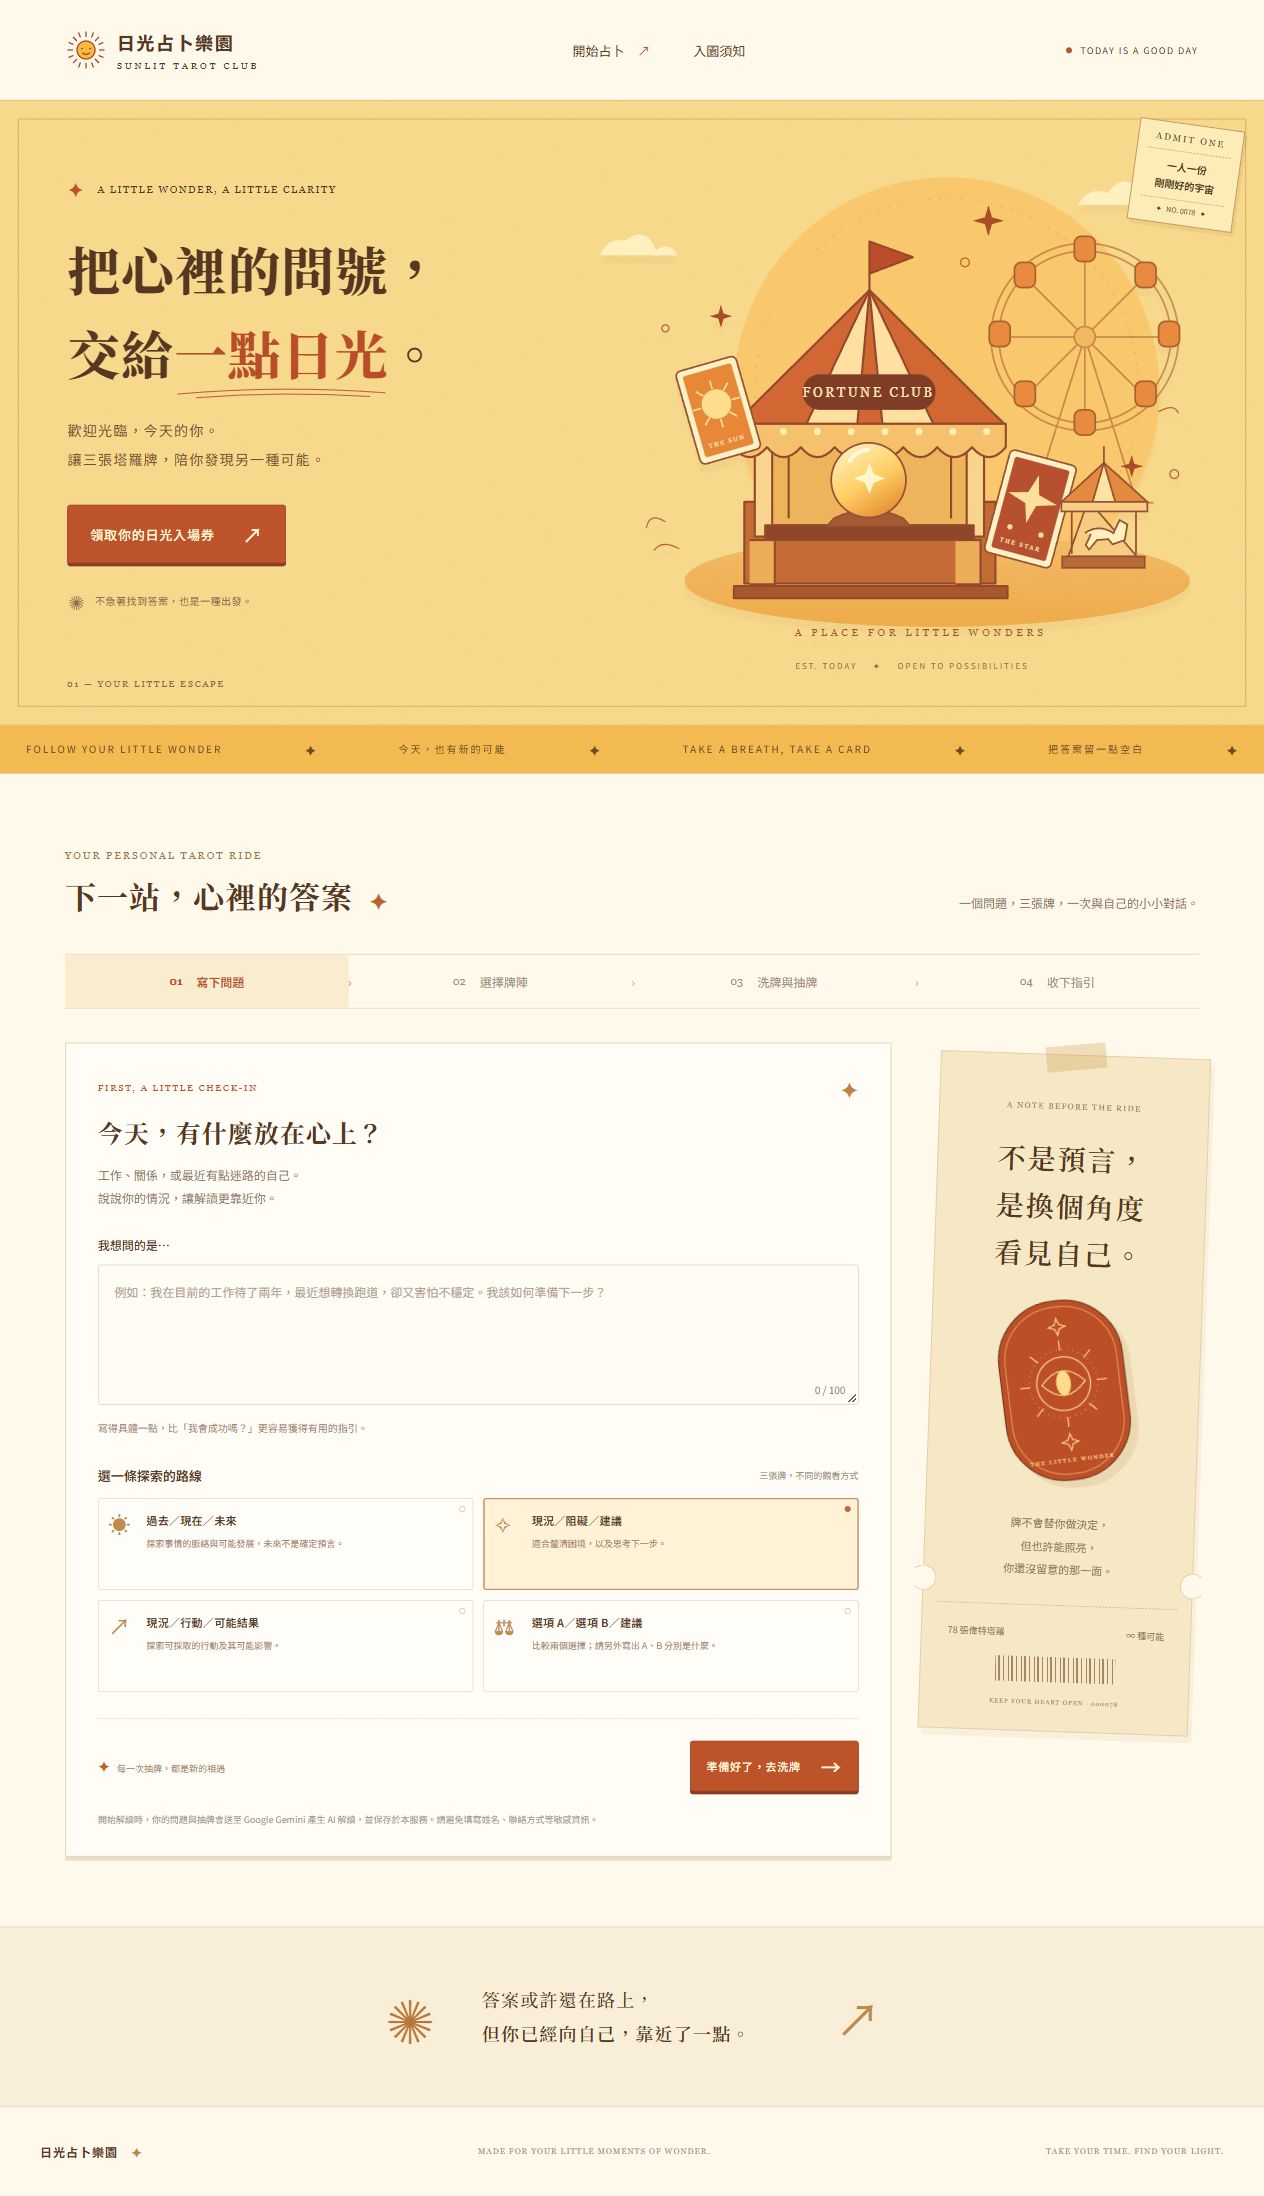 日光占卜樂園
SUNLIT TAROT CLUB
開始占卜 ↗
入園須知
TODAY IS A GOOD DAY
ADMIT ONE
一人一份
剛剛好的宇宙
✦ NO. 0078 ✦
A LITTLE WONDER, A LITTLE CLARITY
把心裡的問號，
交給一點日光。
歡迎光臨，今天的你。
讓三張塔羅牌，陪你發現另一種可能。
領取你的日光入場券 ↗
不急著找到答案，也是一種出發。
01 — YOUR LITTLE ESCAPE
FORTUNE CLUB
THE SUN
THE STAR
A PLACE FOR LITTLE WONDERS
EST. TODAY ✦ OPEN TO POSSIBILITIES
FOLLOW YOUR LITTLE WONDER ✦ 今天，也有新的可能 ✦ TAKE A BREATH, TAKE A CARD ✦ 把答案留一點空白 ✦
YOUR PERSONAL TAROT RIDE
下一站，心裡的答案 ✦
一個問題，三張牌，一次與自己的小小對話。
01 寫下問題 › 02 選擇牌陣 › 03 洗牌與抽牌 › 04 收下指引
FIRST, A LITTLE CHECK-IN
今天，有什麼放在心上？
工作、關係，或最近有點迷路的自己。
說說你的情況，讓解讀更靠近你。
我想問的是⋯
例如：我在目前的工作待了兩年，最近想轉換跑道，卻又害怕不穩定。我該如何準備下一步？
0 / 100
寫得具體一點，比「我會成功嗎？」更容易獲得有用的指引。
選一條探索的路線
三張牌，不同的觀看方式
過去／現在／未來
探索事情的脈絡與可能發展，未來不是確定預言。
現況／阻礙／建議
適合釐清困境，以及思考下一步。
現況／行動／可能結果
探索可採取的行動及其可能影響。
選項 A／選項 B／建議
比較兩個選擇；請另外寫出 A、B 分別是什麼。
✦ 每一次抽牌，都是新的相遇
準備好了，去洗牌 →
開始解讀時，你的問題與抽牌會送至 Google Gemini 產生 AI 解讀，並保存於本服務。請避免填寫姓名、聯絡方式等敏感資訊。
A NOTE BEFORE THE RIDE
不是預言，
是換個角度
看見自己。
THE LITTLE WONDER
牌不會替你做決定，
但也許能照亮，
你還沒留意的那一面。
78 張偉特塔羅
∞ 種可能
KEEP YOUR HEART OPEN · 000078
答案或許還在路上，
但你已經向自己，靠近了一點。
日光占卜樂園 ✦
MADE FOR YOUR LITTLE MOMENTS OF WONDER.
TAKE YOUR TIME. FIND YOUR LIGHT.